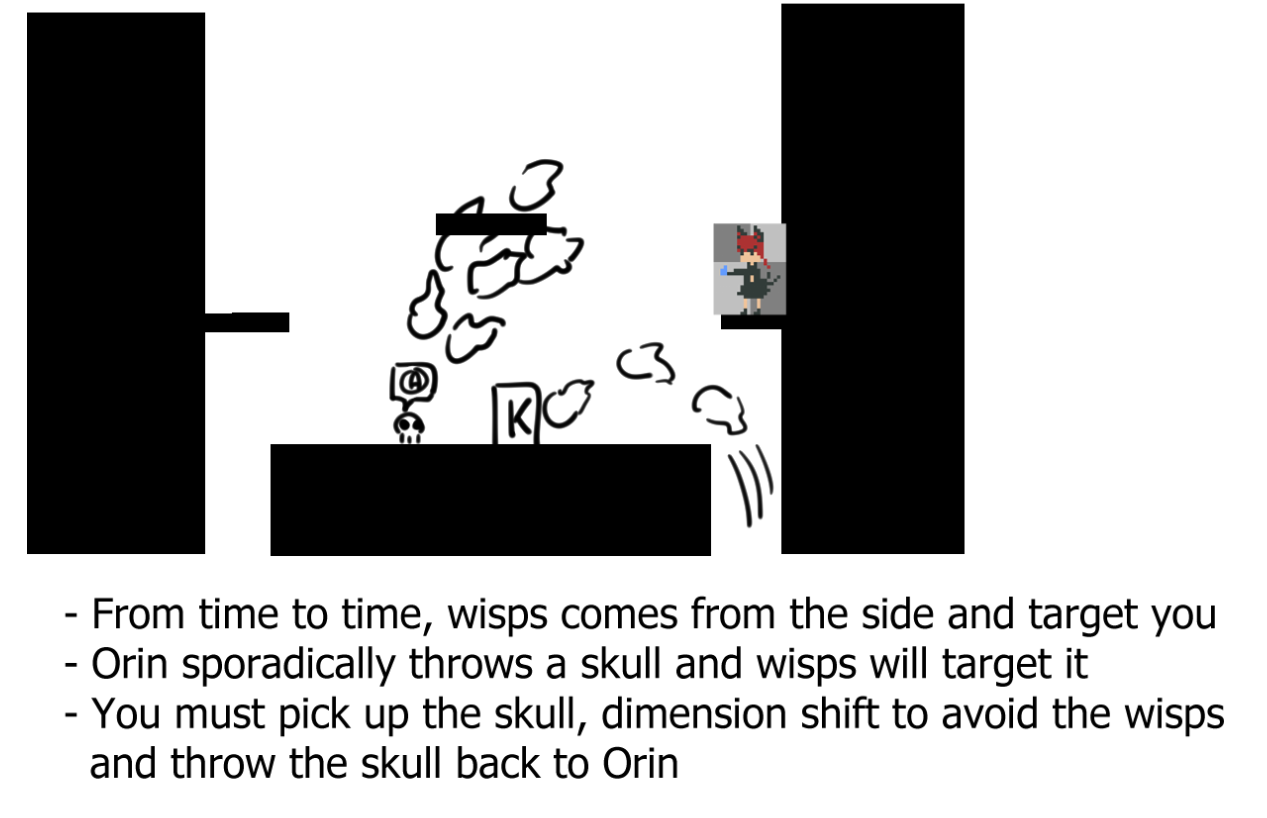 A
K
- From time to time, wisps comes from the side and target you
- Orin sporadically throws a skull and wisps will target it
- You must pick up the skull, dimension shift to avoid the wisps
and throw the skull back to Orin